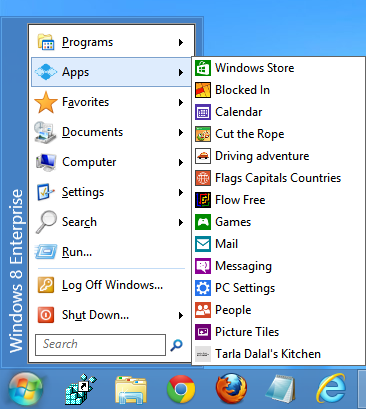 Windows 8 Enterprise
Programs
Apps
Favorites
Documents
Computer
Settings
Search
Run...
Log Off Windows...
Shut Down...
Search
Windows Store
Blocked In
Calendar
Cut the Rope
Driving adventure
Flags Capitals Countries
Flow Free
Games
Mail
Messaging
PC Settings
People
Picture Tiles
Tarla Dalal's Kitchen